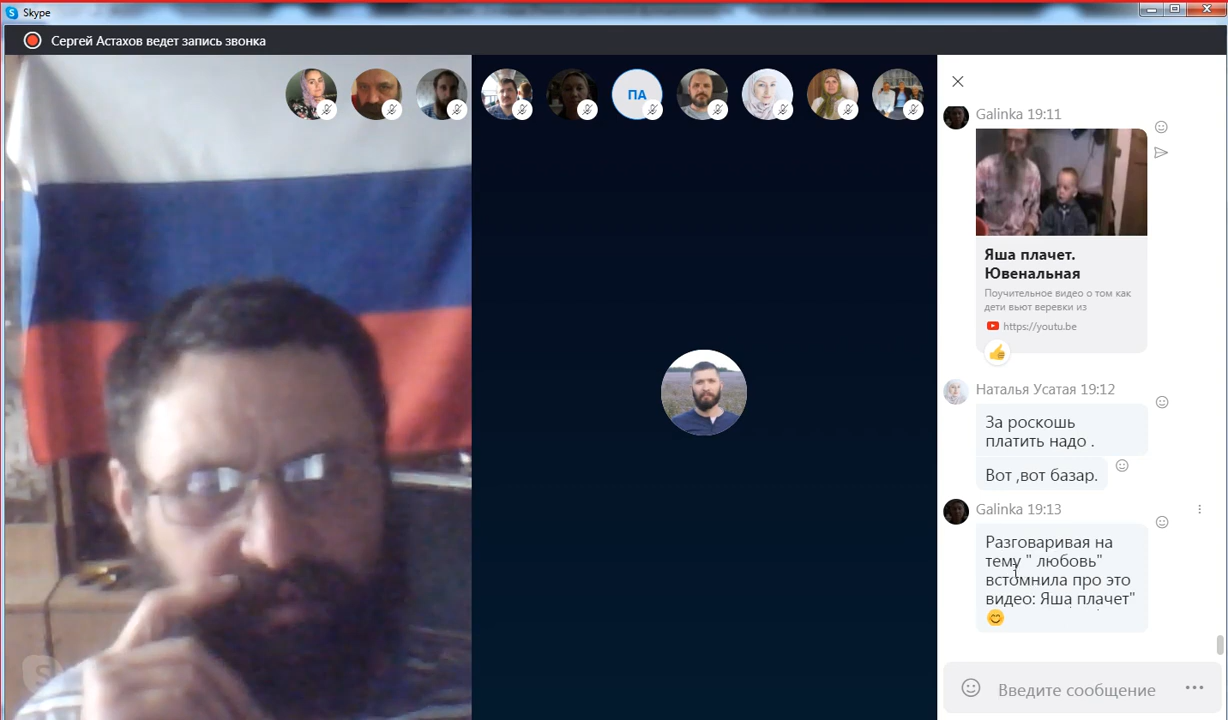 Skype
Сергей Астахов ведет запись звонка
ПА
Galinka 19:11
Яша плачет.
Ювенальная
Поучительное видео о том как
дети вьют веревки из
https://youtu.be
Наталья Усатая 19:12
За роскошь
платить надо .
Вот ,вот базар.
Galinka 19:13
Разговаривая на
тему " любовь"
встомнила про это
видео: Яша плачет"
Введите сообщение